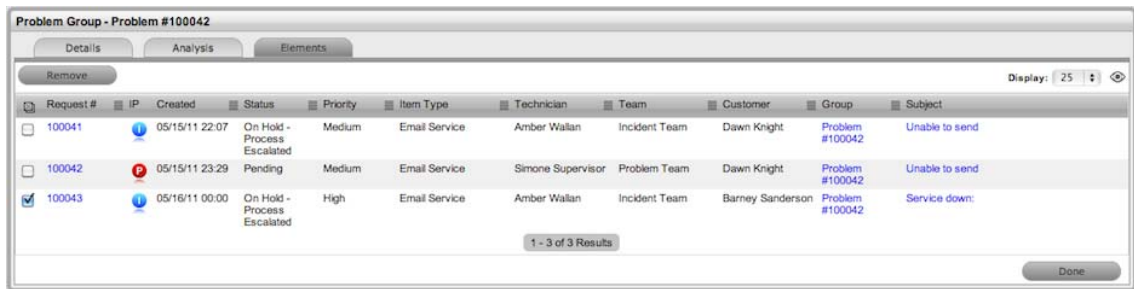 Problem Group - Problem #100042
Details Analysis Elements
Remove Display: 25
Request # IP Created Status Priority Item Type Technician Team Customer Group Subject
100041 05/15/11 22:07 On Hold - Medium Email Service Amber Wallan Incident Team Dawn Knight Problem Unable to send
Process #100042
Escalated
100042 P 05/15/11 23:29 Pending Medium Email Service Simone Supervisor Problem Team Dawn Knight Problem Unable to send
#100042
100043 05/16/11 00:00 On Hold - High Email Service Amber Wallan Incident Team Barney Sanderson Problem Service down:
Process #100042
Escalated
1 - 3 of 3 Results
Done